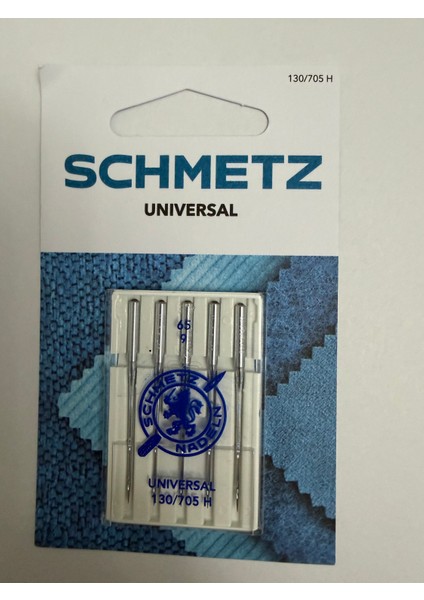 130/705 H
SCHMETZ
UNIVERSAL
65
9
SCHMETZ
NADELN
UNIVERSAL
130/705 H